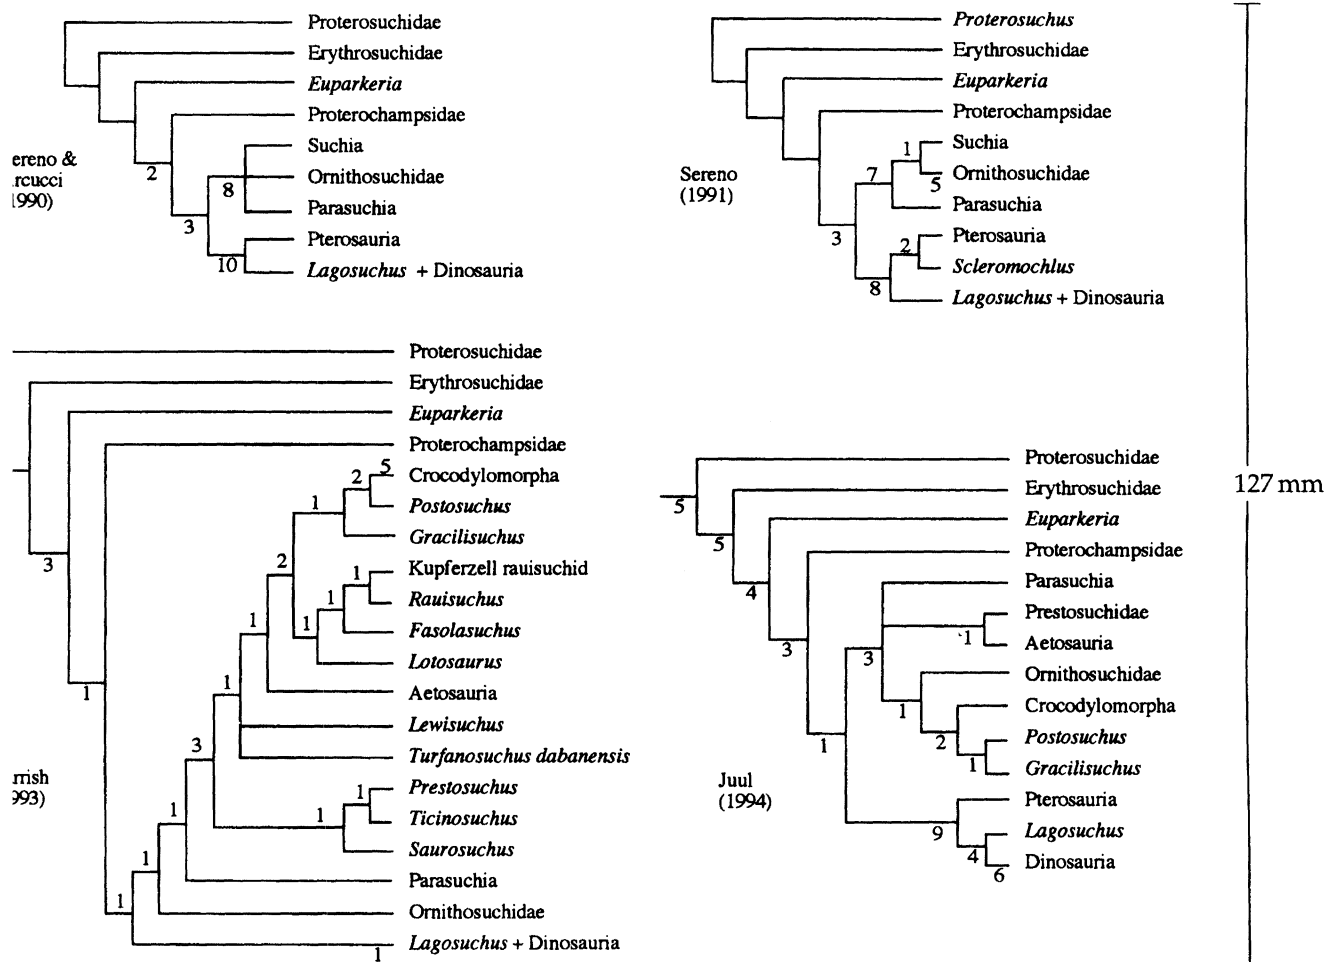 Proterosuchidae
Erythrosuchidae
Euparkeria
Proterochampsidae
Suchia
Ornithosuchidae
Parasuchia
Pterosauria
Lagosuchus + Dinosauria
2
8
3
10
ereno &
rcucci
1990)
Proterosuchus
Erythrosuchidae
Euparkeria
Proterochampsidae
Suchia
Ornithosuchidae
Parasuchia
Pterosauria
Scleromochlus
Lagosuchus + Dinosauria
1
7
5
3
2
8
Sereno
(1991)
Proterosuchidae
Erythrosuchidae
Euparkeria
Proterochampsidae
Crocodylomorpha
Postosuchus
Gracilisuchus
Kupferzell rauisuchid
Rauisuchus
Fasolasuchus
Lotosaurus
Aetosauria
Lewisuchus
Turfanosuchus dabanensis
Prestosuchus
Ticinosuchus
Saurosuchus
Parasuchia
Ornithosuchidae
Lagosuchus + Dinosauria
5
2
1
3
2
1
1
1
1
1
1
3
1
1
1
1
1
1
rrish
993)
Proterosuchidae
Erythrosuchidae
Euparkeria
Proterochampsidae
Parasuchia
Prestosuchidae
Aetosauria
Ornithosuchidae
Crocodylomorpha
Postosuchus
Gracilisuchus
Pterosauria
Lagosuchus
Dinosauria
5
5
4
3
1
3
1
2
1
1
9
4
6
Juul
(1994)
127 mm